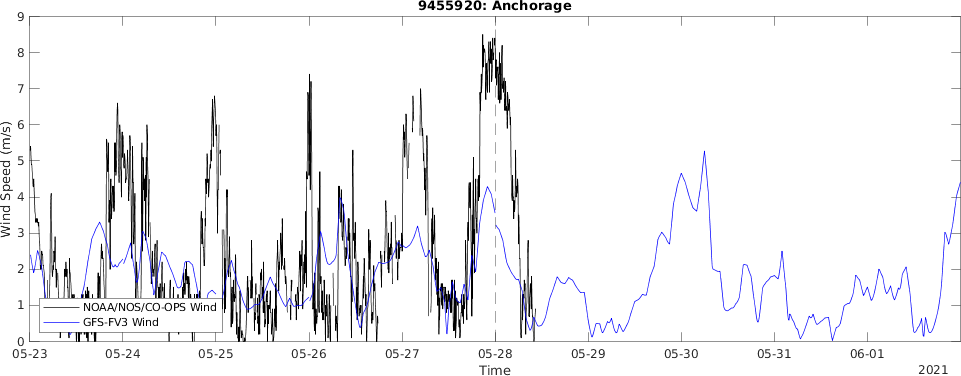 9455920: Anchorage
9
8
7
6
5
4
3
2
1
0
Wind Speed (m/s)
NOAA/NOS/CO-OPS Wind
GFS-FV3 Wind
05-23 05-24 05-25 05-26 05-27 05-28 05-29 05-30 05-31 06-01
Time
2021